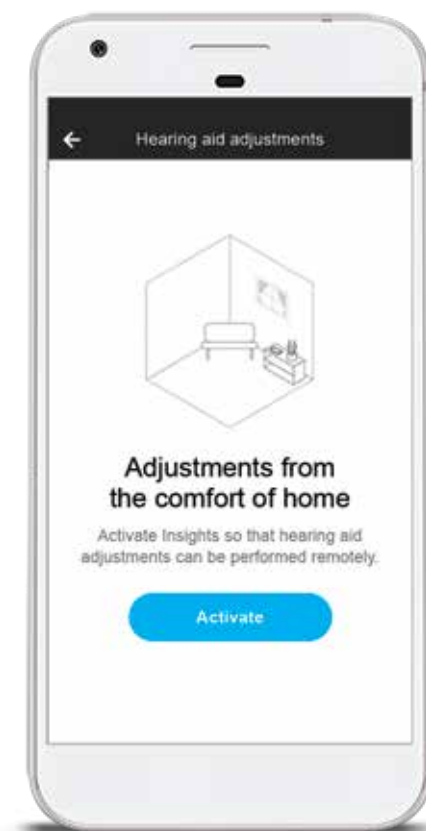 Hearing aid adjustments
Adjustments from
the comfort of home
Activate Insights so that hearing aid
adjustments can be performed remotely.
Activate